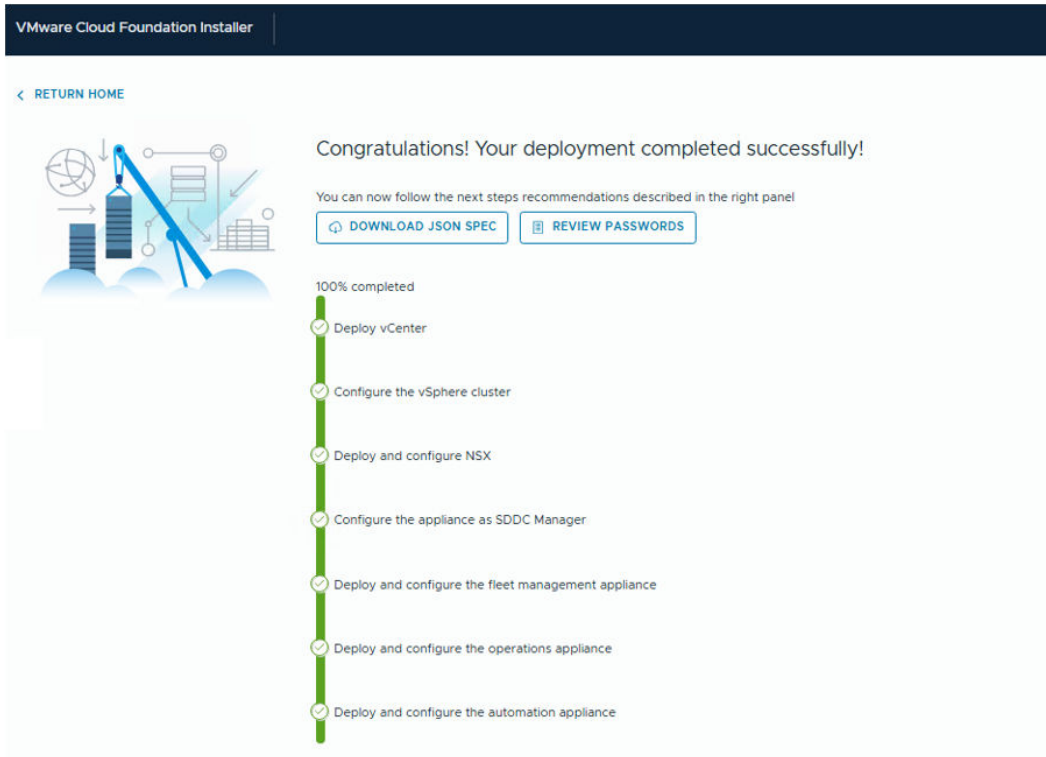 VMware Cloud Foundation Installer
RETURN HOME
Congratulations! Your deployment completed successfully!
You can now follow the next steps recommendations described in the right panel
DOWNLOAD JSON SPEC
REVIEW PASSWORDS
100% completed
Deploy vCenter
Configure the vSphere cluster
Deploy and configure NSX
Configure the appliance as SDDC Manager
Deploy and configure the fleet management appliance
Deploy and configure the operations appliance
Deploy and configure the automation appliance